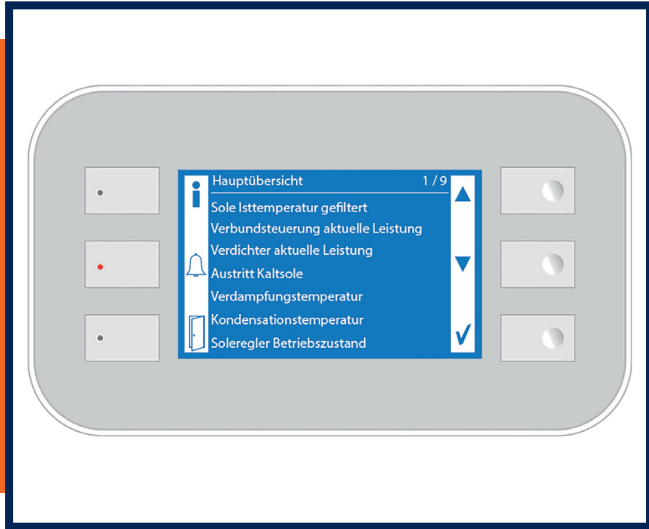 Hauptübersicht 1/9
Sole Isttemperatur gefiltert
Verbundsteuerung aktuelle Leistung
Verdichter aktuelle Leistung
Austritt Kaltsole
Verdampfungstemperatur
Kondensationstemperatur
Soleregler Betriebszustand